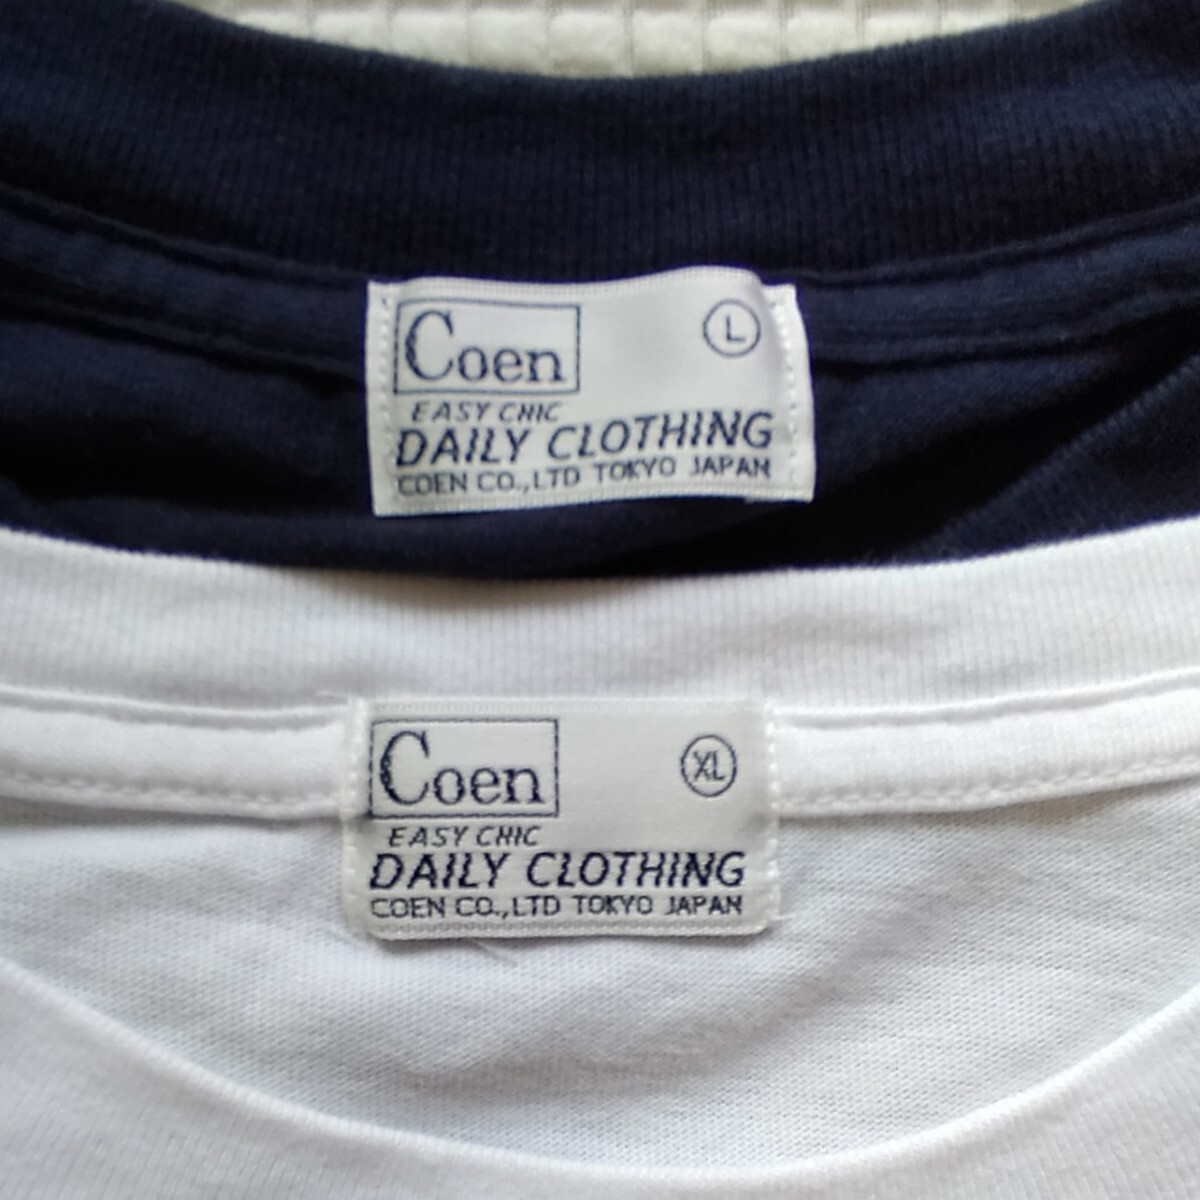 Coen L
EASY CHIC
DAILY CLOTHING
COEN CO.,LTD TOKYO JAPAN
Coen XL
EASY CHIC
DAILY CLOTHING
COEN CO.,LTD TOKYO JAPAN